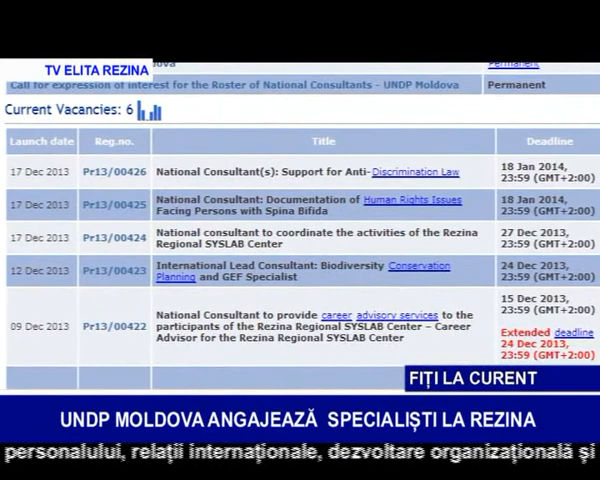 Permanent
TV ELITA REZINA
Call for expression of interest for the Roster of National Consultants - UNDP Moldova Permanent
Current Vacancies: 6
Launch date Reg.no. Title Deadline
17 Dec 2013 Pr13/00426 National Consultant(s): Support for Anti-Discrimination Law 18 Jan 2014,
23:59 (GMT+2:00)
17 Dec 2013 Pr13/00425 National Consultant: Documentation of Human Rights Issues
Facing Persons with Spina Bifida 18 Jan 2014,
23:59 (GMT+2:00)
17 Dec 2013 Pr13/00424 National consultant to coordinate the activities of the Rezina
Regional SYSLAB Center 27 Dec 2013,
23:59 (GMT+2:00)
12 Dec 2013 Pr13/00423 International Lead Consultant: Biodiversity Conservation
Planning and GEF Specialist 24 Dec 2013,
23:59 (GMT+2:00)
09 Dec 2013 Pr13/00422 National Consultant to provide career advisory services to the
participants of the Rezina Regional SYSLAB Center – Career
Advisor for the Rezina Regional SYSLAB Center 15 Dec 2013,
23:59 (GMT+2:00)
Extended deadline
24 Dec 2013,
23:59 (GMT+2:00)
FIȚI LA CURENT
UNDP MOLDOVA ANGAJEAZĂ SPECIALIȘTI LA REZINA
personalului, relații internaționale, dezvoltare organizațională și